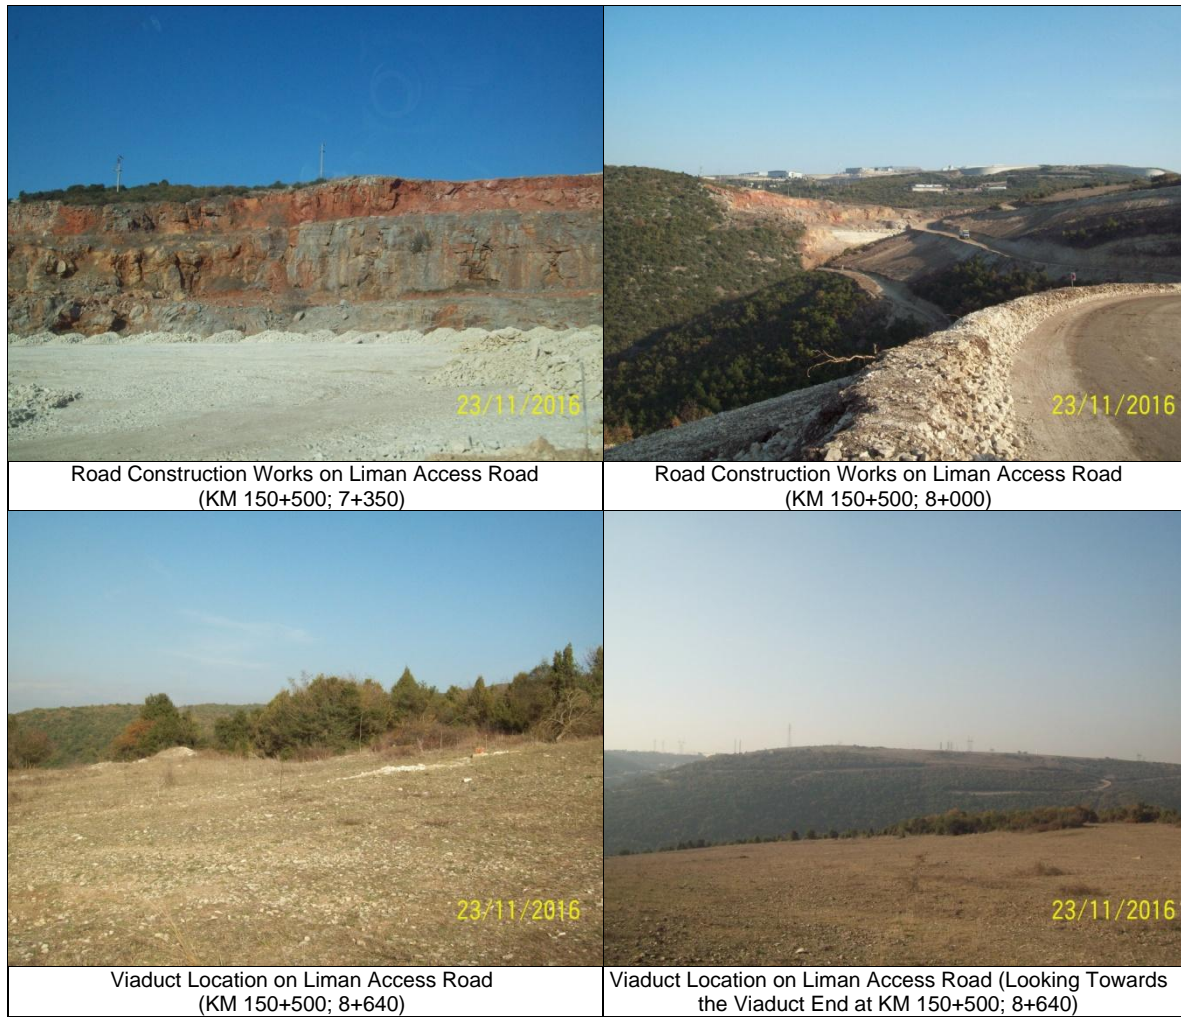 23/11/2016
23/11/2016
Road Construction Works on Liman Access Road
(KM 150+500; 7+350)
Road Construction Works on Liman Access Road
(KM 150+500; 8+000)
23/11/2016
23/11/2016
Viaduct Location on Liman Access Road
(KM 150+500; 8+640)
Viaduct Location on Liman Access Road (Looking Towards
the Viaduct End at KM 150+500; 8+640)